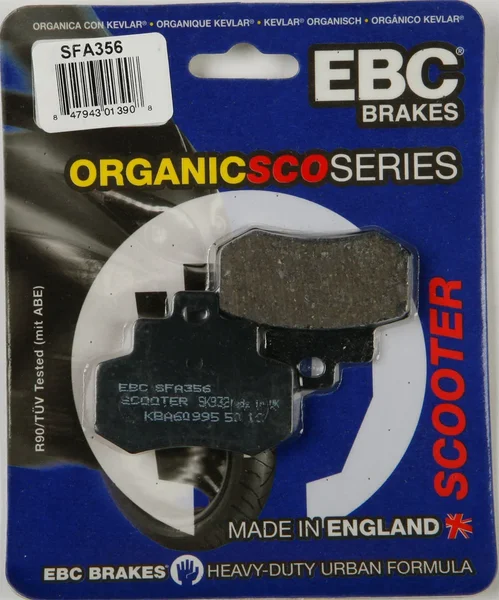 ORGANICA CON KEVLAR® • ORGANIQUE KEVLAR® • KEVLAR® ORGANISCH • ORGÂNICO KEVLAR®
SFA356
8 47943 01390 8
EBC®
BRAKES
ORGANICSCOSERIES
R90/TÜV Tested (mit ABE)
SCOOTER
EBC SFA356
SCOOTER
KBA60995
MADE IN ENGLAND
EBC BRAKES® HEAVY-DUTY URBAN FORMULA